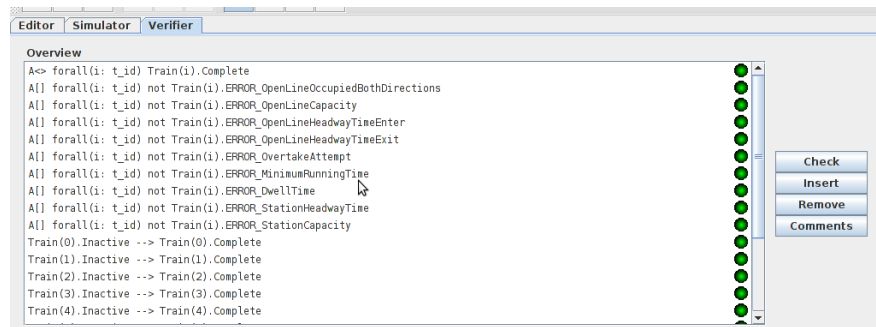 Editor Simulator Verifier
Overview
A<> forall(i: t_id) Train(i).Complete
A[] forall(i: t_id) not Train(i).ERROR_OpenLineOccupiedBothDirections
A[] forall(i: t_id) not Train(i).ERROR_OpenLineCapacity
A[] forall(i: t_id) not Train(i).ERROR_OpenLineHeadwayTimeEnter
A[] forall(i: t_id) not Train(i).ERROR_OpenLineHeadwayTimeExit
A[] forall(i: t_id) not Train(i).ERROR_OvertakeAttempt
A[] forall(i: t_id) not Train(i).ERROR_MinimumRunningTime
A[] forall(i: t_id) not Train(i).ERROR_DwellTime
A[] forall(i: t_id) not Train(i).ERROR_StationHeadwayTime
A[] forall(i: t_id) not Train(i).ERROR_StationCapacity
Train(0).Inactive --> Train(0).Complete
Train(1).Inactive --> Train(1).Complete
Train(2).Inactive --> Train(2).Complete
Train(3).Inactive --> Train(3).Complete
Train(4).Inactive --> Train(4).Complete
Check
Insert
Remove
Comments